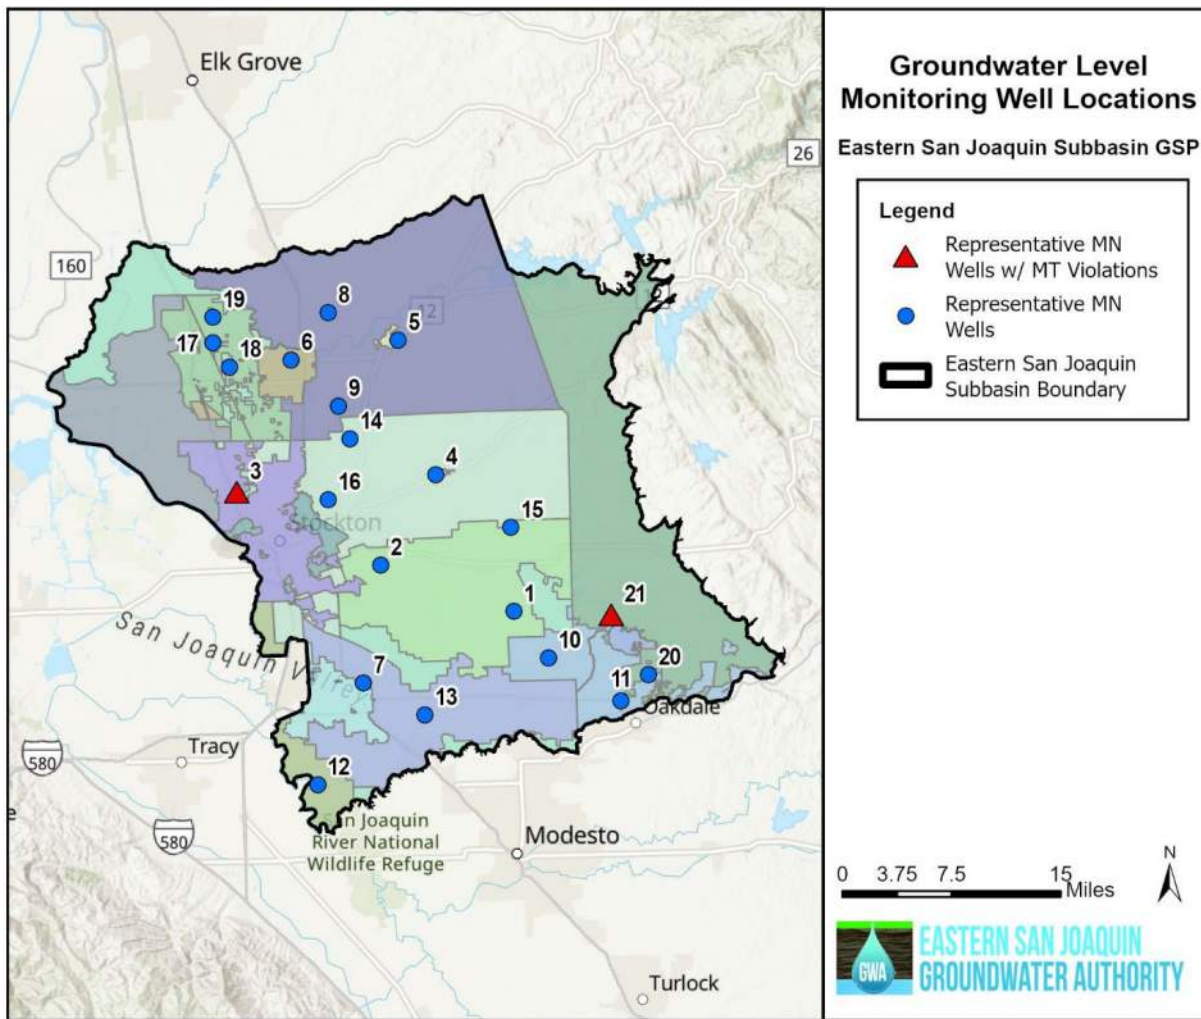 Elk Grove
160
26
12
19
8
5
17
18
6
9
14
3
4
16
Stockton
15
2
1
21
San Joaquin Valley
10
20
7
11
13
Oakdale
580
Tracy
12
San Joaquin
River National
Wildlife Refuge
580
Modesto
Turlock
e
Groundwater Level
Monitoring Well Locations
Eastern San Joaquin Subbasin GSP
Legend
Representative MN
Wells w/ MT Violations
Representative MN
Wells
Eastern San Joaquin
Subbasin Boundary
N
0 3.75 7.5 15
Miles
GWA
EASTERN SAN JOAQUIN
GROUNDWATER AUTHORITY